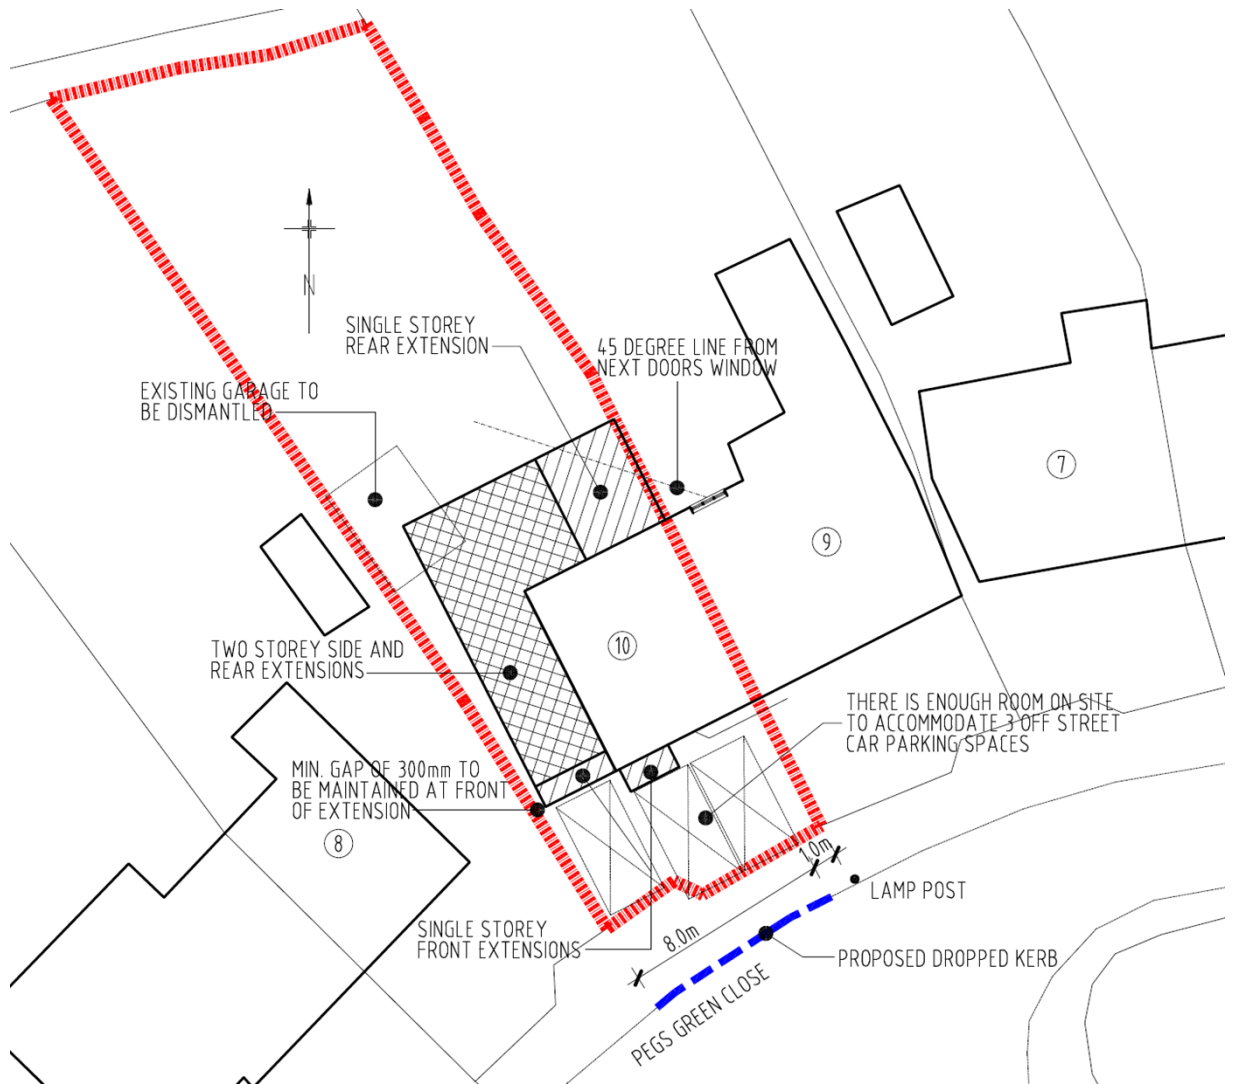 N
SINGLE STOREY
REAR EXTENSION
45 DEGREE LINE FROM
NEXT DOORS WINDOW
EXISTING GARAGE TO
BE DISMANTLED
7
9
10
TWO STOREY SIDE AND
REAR EXTENSIONS
THERE IS ENOUGH ROOM ON SITE
TO ACCOMMODATE 3 OFF STREET
CAR PARKING SPACES
MIN. GAP OF 300mm TO
BE MAINTAINED AT FRONT
OF EXTENSION
8
1.0m
LAMP POST
SINGLE STOREY
FRONT EXTENSIONS
8.0m
PROPOSED DROPPED KERB
PEGS GREEN CLOSE